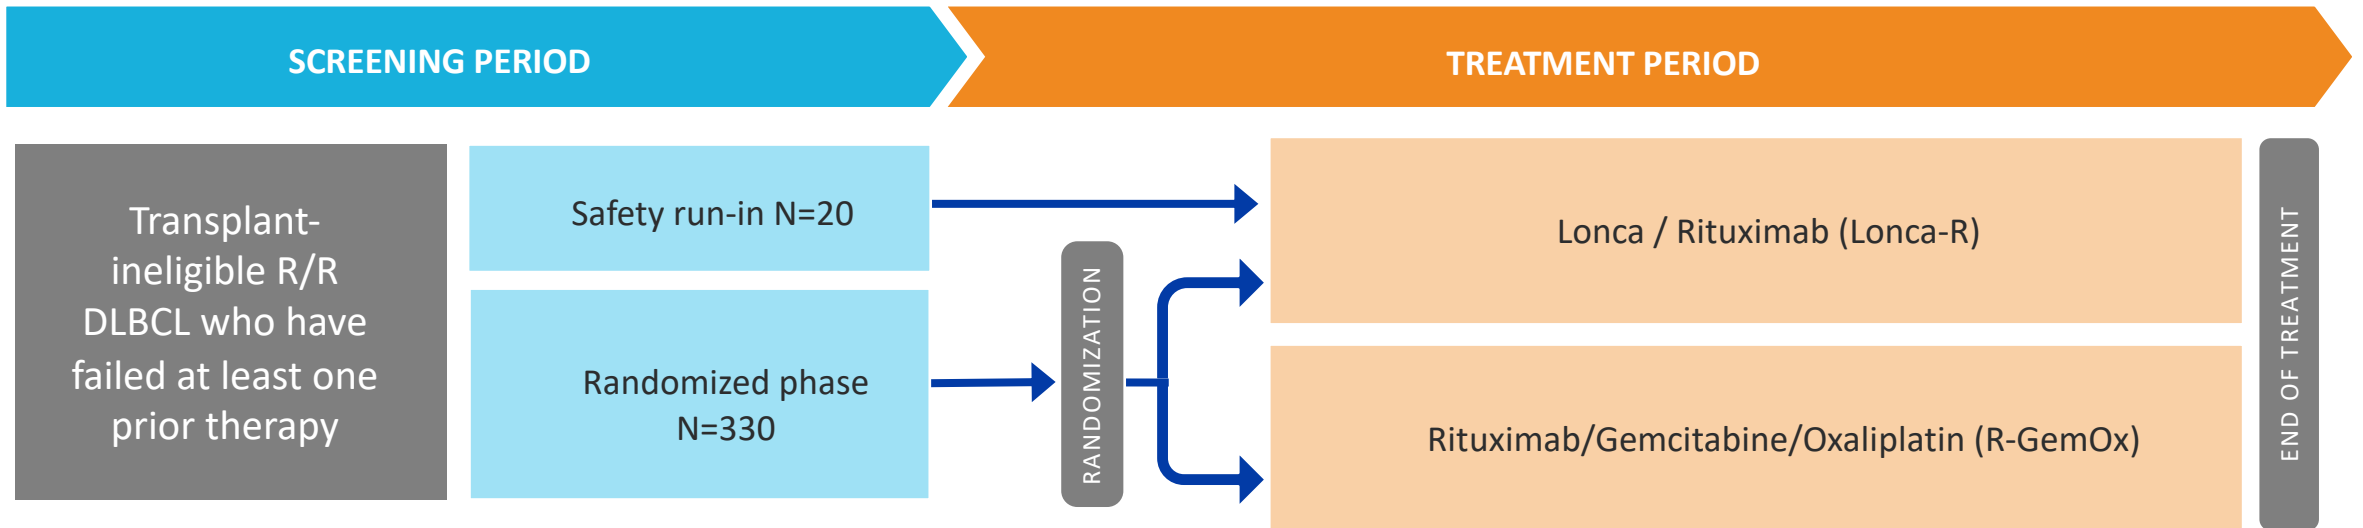 SCREENING PERIOD
TREATMENT PERIOD
Transplant-
ineligible R/R
DLBCL who have
failed at least one
prior therapy
Safety run-in N=20
Randomized phase
N=330
RANDOMIZATION
Lonca / Rituximab (Lonca-R)
Rituximab/Gemcitabine/Oxaliplatin (R-GemOx)
END OF TREATMENT